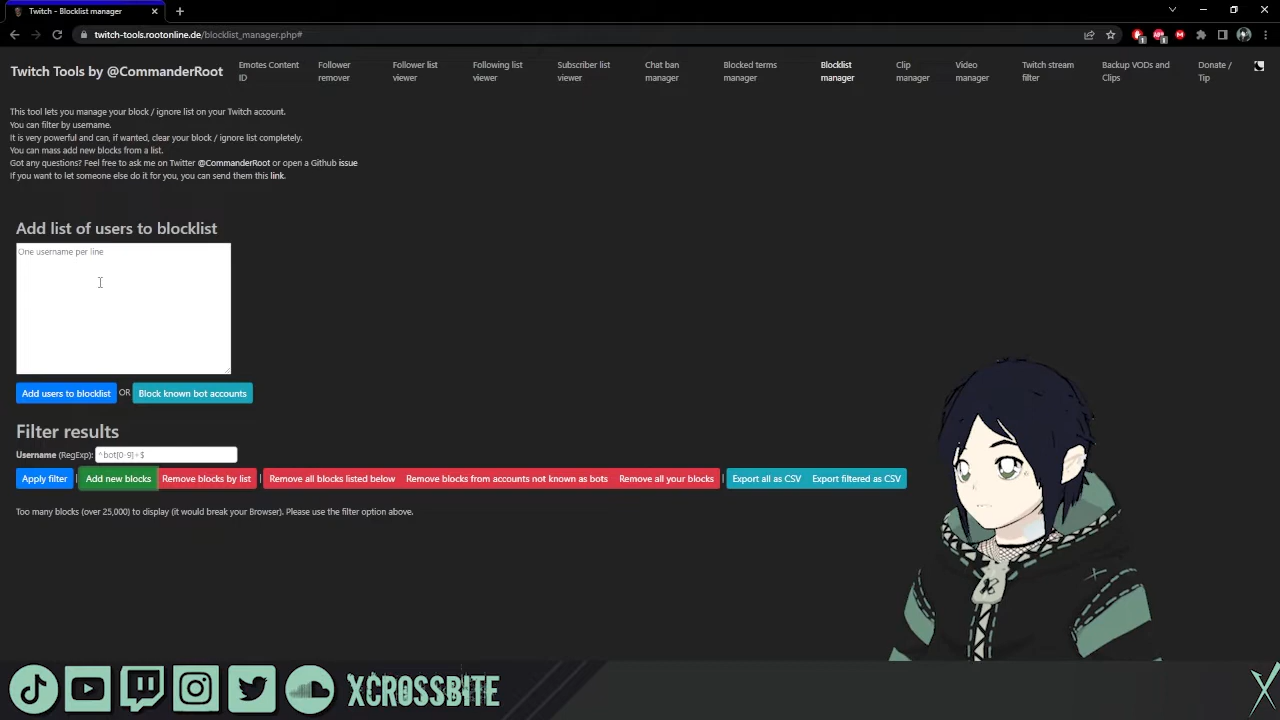 Twitch - Blocklist manager
twitch-tools.rootonline.de/blocklist_manager.php#
Twitch Tools by @CommanderRoot
Emotes Content ID
Follower remover
Follower list viewer
Following list viewer
Subscriber list viewer
Chat ban manager
Blocked terms manager
Blocklist manager
Clip manager
Video manager
Twitch stream filter
Backup VODs and Clips
Donate / Tip
This tool lets you manage your block / ignore list on your Twitch account.
You can filter by username.
It is very powerful and can, if wanted, clear your block / ignore list completely.
You can mass add new blocks from a list.
Got any questions? Feel free to ask me on Twitter @CommanderRoot or open a Github issue
If you want to let someone else do it for you, you can send them this link.
Add list of users to blocklist
One username per line
Add users to blocklist OR Block known bot accounts
Filter results
Username (RegExp): ^bot[0-9]+$
Apply filter | Add new blocks Remove blocks by list | Remove all blocks listed below Remove blocks from accounts not known as bots Remove all your blocks | Export all as CSV Export filtered as CSV
Too many blocks (over 25,000) to display (it would break your Browser). Please use the filter option above.
XCROSSBITE